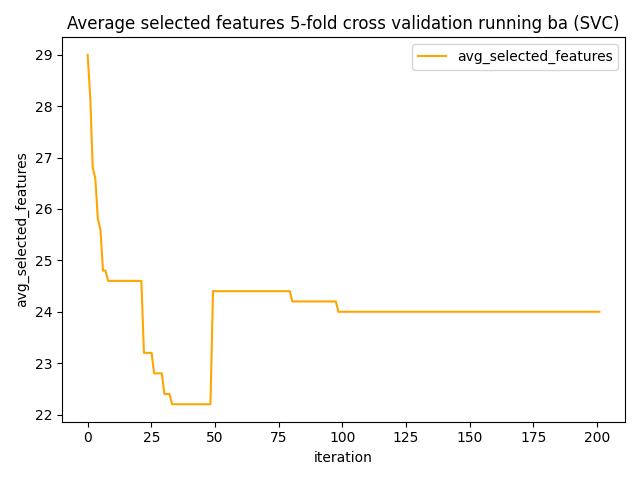 Average selected features 5-fold cross validation running ba (SVC)
avg_selected_features
29
28
27
26
25
24
23
22
avg_selected_features
0 25 50 75 100 125 150 175 200
iteration